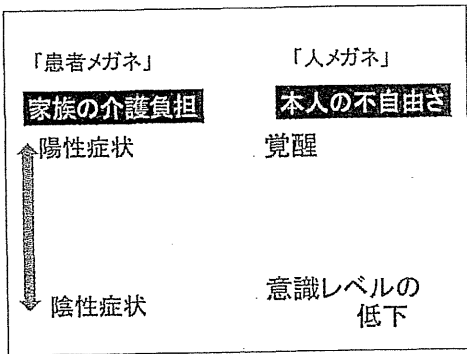 「患者メガネ」
家族の介護負担
陽性症状
陰性症状
「人メガネ」
本人の不自由さ
覚醒
意識レベルの
低下